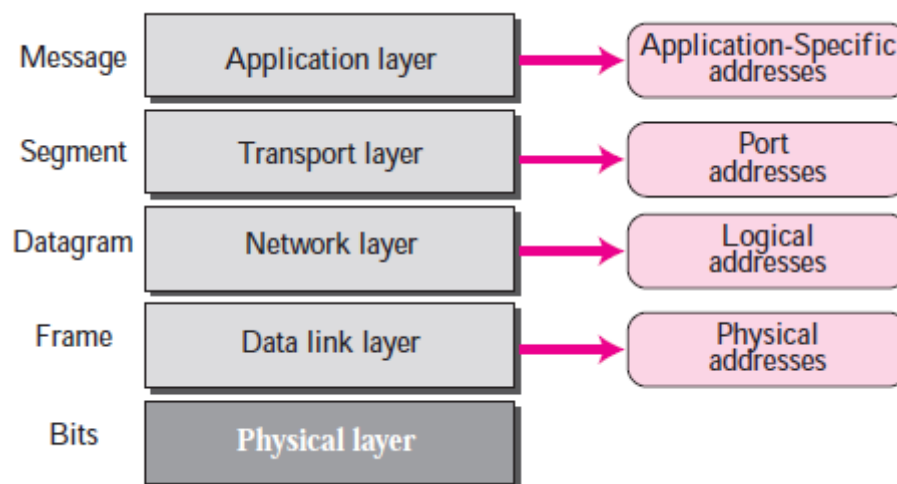 Message
Application layer
Application-Specific
addresses
Segment
Transport layer
Port
addresses
Datagram
Network layer
Logical
addresses
Frame
Data link layer
Physical
addresses
Bits
Physical layer